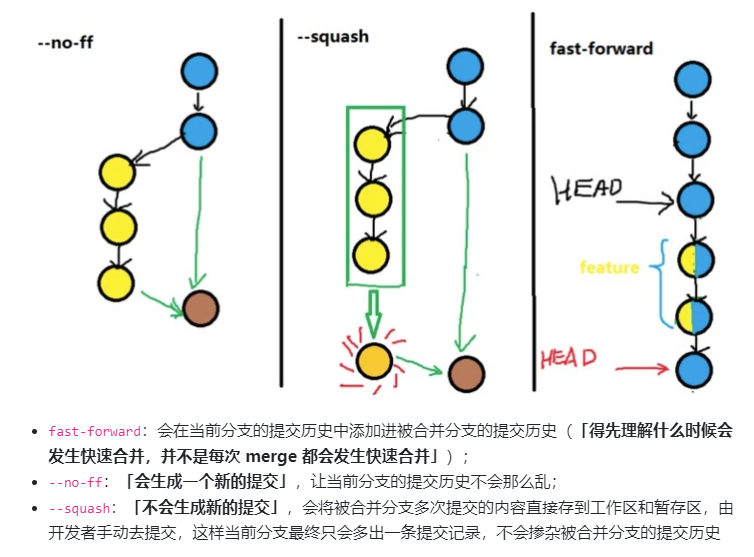 --no-ff
--squash
fast-forward
HEAD
feature
HEAD
fast-forward：会在当前分支的提交历史中添加进被合并分支的提交历史（「得先理解什么时候会
发生快速合并，并不是每次 merge 都会发生快速合并」）;
--no-ff：「会生成一个新的提交」，让当前分支的提交历史不会那么乱；
--squash：「不会生成新的提交」，会将被合并分支多次提交的内容直接存到工作区和暂存区，由
开发者手动去提交，这样当前分支最终只会多出一条提交记录，不会掺杂被合并分支的提交历史